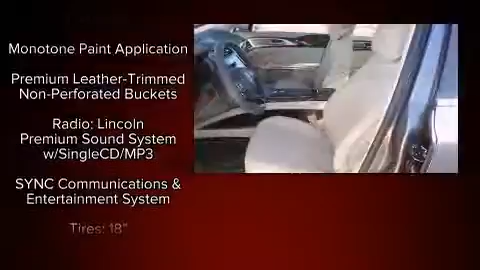 Monotone Paint Application
Premium Leather-Trimmed
Non-Perforated Buckets
Radio: Lincoln
Premium Sound System
w/SingleCD/MP3
SYNC Communications &
Entertainment System
Tires: 18"